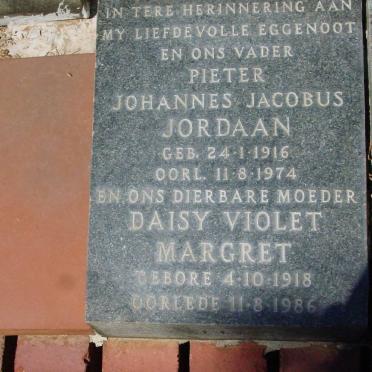 IN TERE HERINNERING AAN
MY LIEFDEVOLLE EGGENOOT
EN ONS VADER
PIETER
JOHANNES JACOBUS
JORDAAN
GEB. 24·1·1916
OORL. 11·8·1974
EN ONS DIERBARE MOEDER
DAISY VIOLET
MARGRET
GEBORE 4·10·1918
OORLEDE 11·8·1986